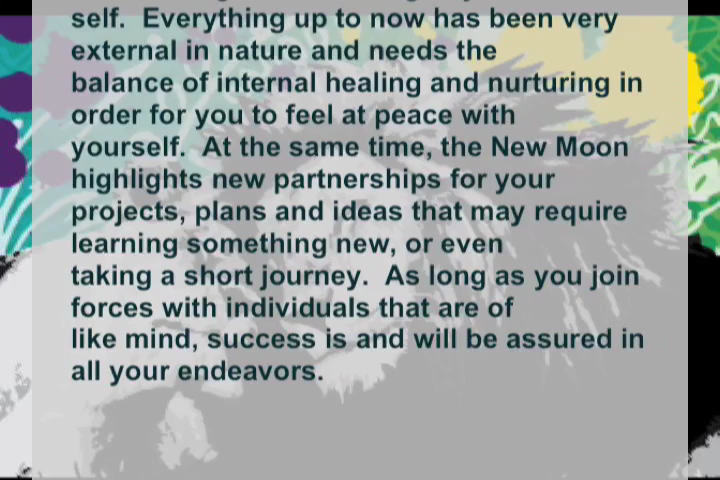 self.  Everything up to now has been very
external in nature and needs the
balance of internal healing and nurturing in
order for you to feel at peace with
yourself.  At the same time, the New Moon
highlights new partnerships for your
projects, plans and ideas that may require
learning something new, or even
taking a short journey.  As long as you join
forces with individuals that are of
like mind, success is and will be assured in
all your endeavors.